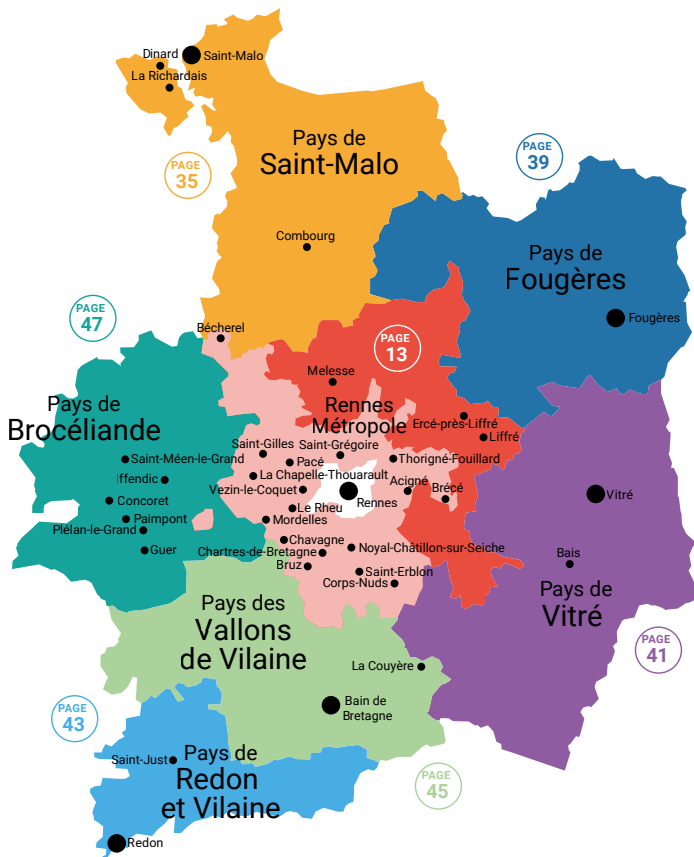 Dinard
Saint-Malo
La Richardais
Pays de
Saint-Malo
PAGE
35
PAGE
39
Combourg
Pays de
Fougères
Fougères
PAGE
47
Bécherel
PAGE
13
Melesse
Rennes
Métropole
Ercé-près-Liffré
Liffré
Pays de
Brocéliande
Saint-Gilles
Saint-Grégoire
Pacé
Thorigné-Fouillard
Saint-Méen-le-Grand
Iffendic
La Chapelle-Thouarault
Vezin-le-Coquet
Acigné
Brécé
Rennes
Vitré
Concoret
Le Rheu
Paimpont
Mordelles
Plélan-le-Grand
Guer
Chavagne
Chartres-de-Bretagne
Noyal-Châtillon-sur-Seiche
Bruz
Saint-Erblon
Corps-Nuds
Bais
Pays de
Vitré
Pays des
Vallons
de Vilaine
La Couyère
PAGE
41
Bain de
Bretagne
PAGE
43
Saint-Just
Pays de
Redon
et Vilaine
PAGE
45
Redon